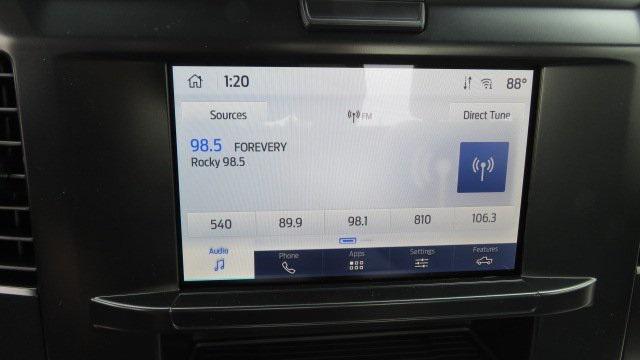 1:20 88°
Sources FM Direct Tune
98.5 FOREVERY
Rocky 98.5
540 89.9 98.1 810 106.3
Audio Phone Apps Settings Features